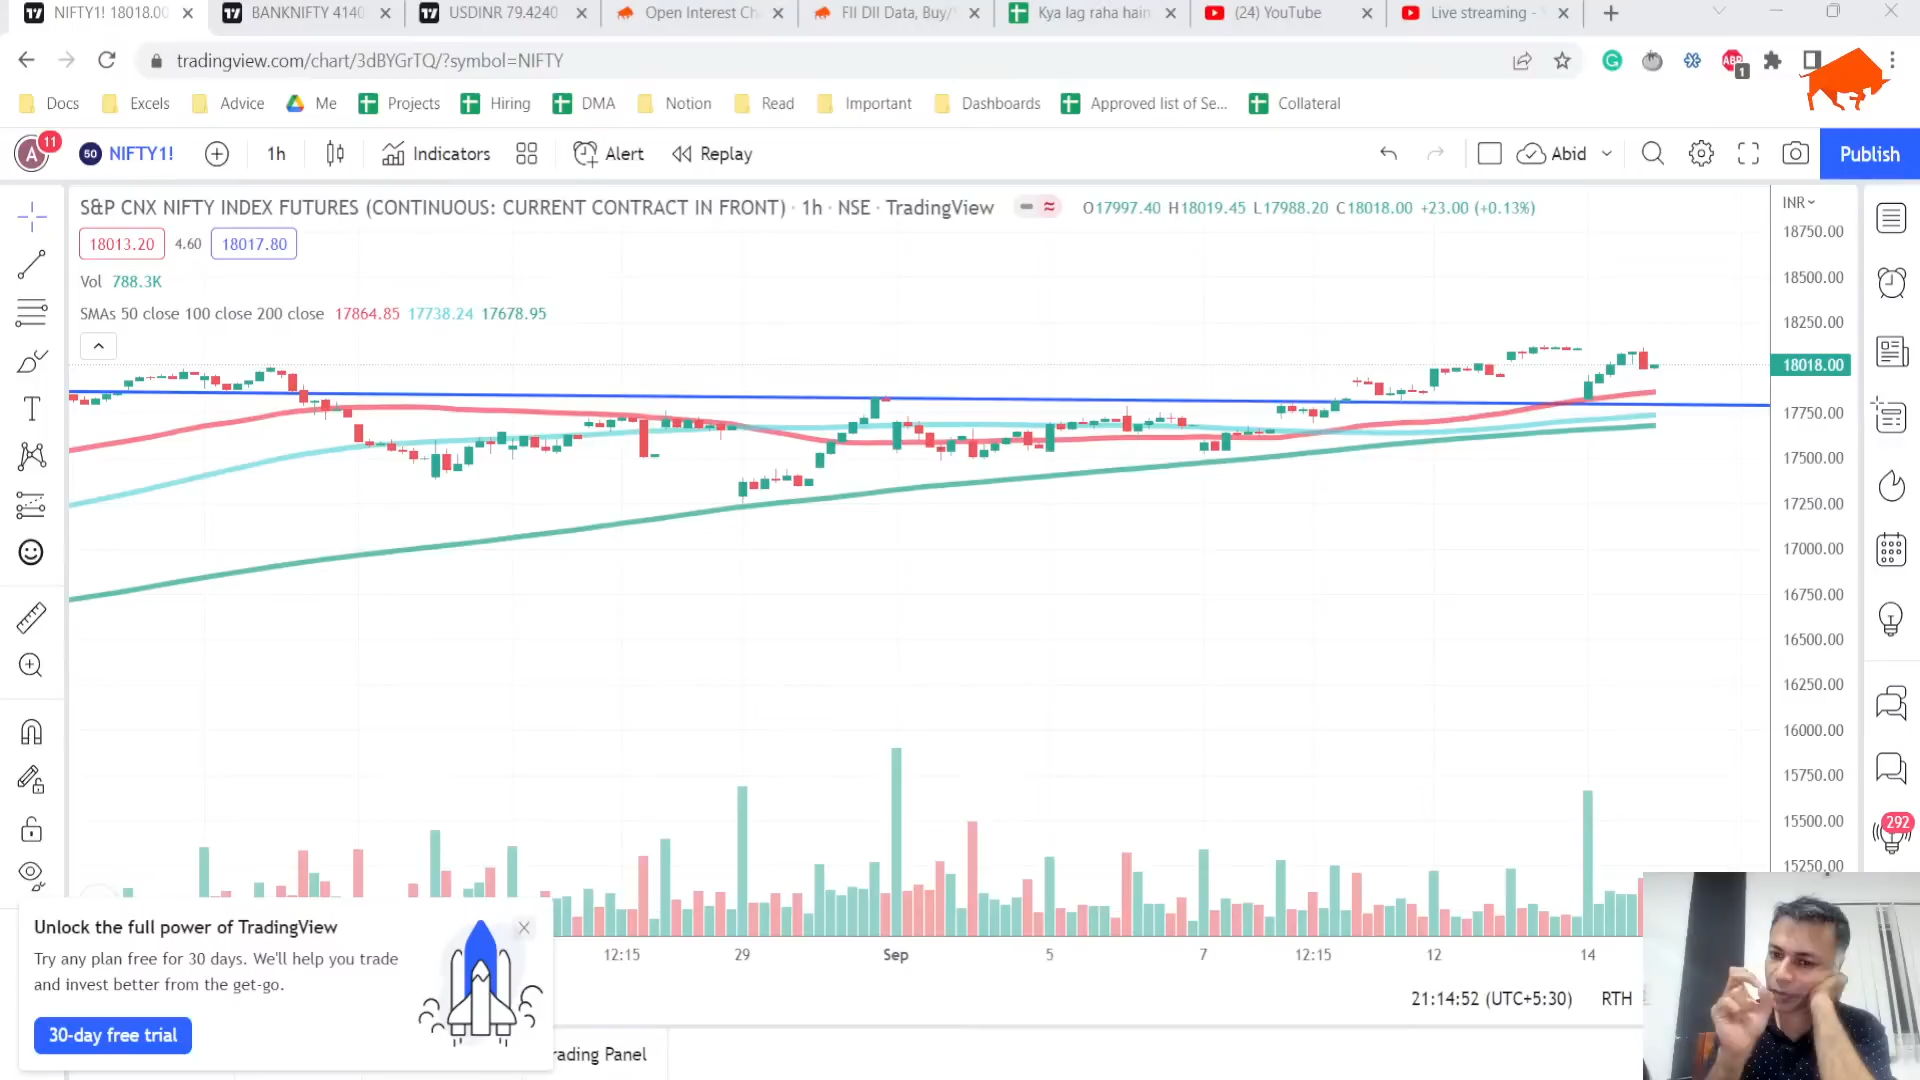 NIFTY1! 18018.00
BANKNIFTY 4140
USDINR 79.4240
Open Interest Ch
FII DII Data, Buy/
Kya lag raha hain
(24) YouTube
Live streaming -
tradingview.com/chart/3dBYGrTQ/?symbol=NIFTY
ABP
1
Docs
Excels
Advice
Me
Projects
Hiring
DMA
Notion
Read
Important
Dashboards
Approved list of Se...
Collateral
A
11
50
NIFTY1!
1h
Indicators
Alert
Replay
Abid
Publish
S&P CNX NIFTY INDEX FUTURES (CONTINUOUS: CURRENT CONTRACT IN FRONT) · 1h · NSE · TradingView
O17997.40 H18019.45 L17988.20 C18018.00 +23.00 (+0.13%)
INR
18013.20
4.60
18017.80
Vol 788.3K
SMAs 50 close 100 close 200 close 17864.85 17738.24 17678.95
18750.00
18500.00
18250.00
18018.00
17750.00
17500.00
17250.00
17000.00
16750.00
16500.00
16250.00
16000.00
15750.00
15500.00
15250.00
292
12:15
29
Sep
5
7
12:15
12
14
21:14:52 (UTC+5:30)
RTH
Unlock the full power of TradingView
Try any plan free for 30 days. We'll help you trade
and invest better from the get-go.
30-day free trial
rading Panel